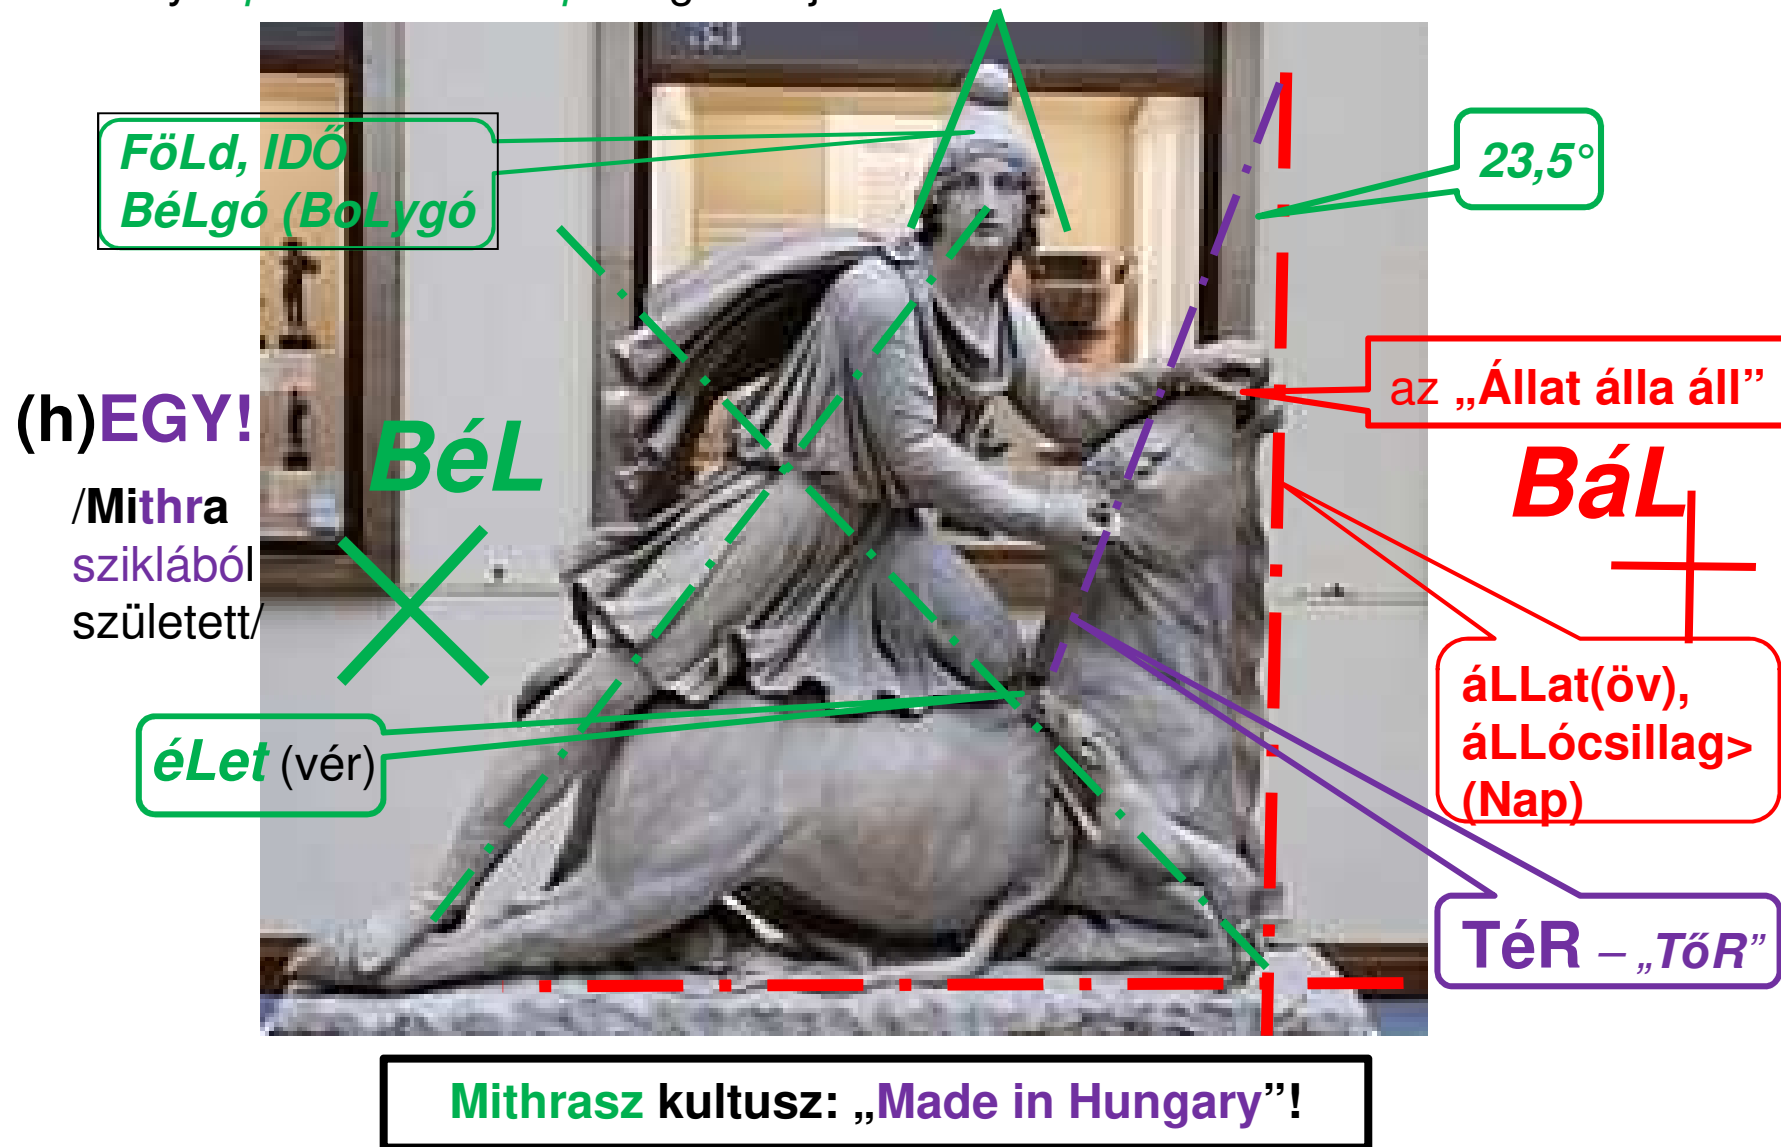 FöLd, IDŐ
BéLgó (BoLygó
23,5°
az „Állat álla áll”
(h)EGY!
BéL
BáL
/Mithra
sziklából
született/
áLLat(öv),
áLLócsillag>
(Nap)
éLet (vér)
TéR – „TőR”
Mithrasz kultusz: „Made in Hungary”!